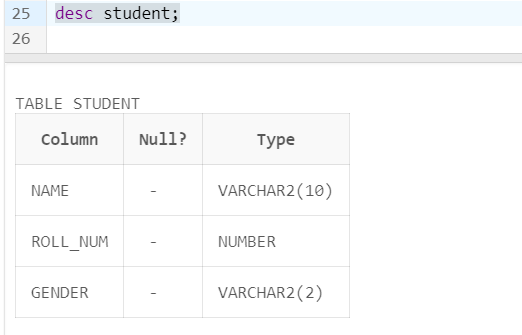 25 desc student;
26
TABLE STUDENT
Column Null? Type
NAME - VARCHAR2(10)
ROLL_NUM - NUMBER
GENDER - VARCHAR2(2)